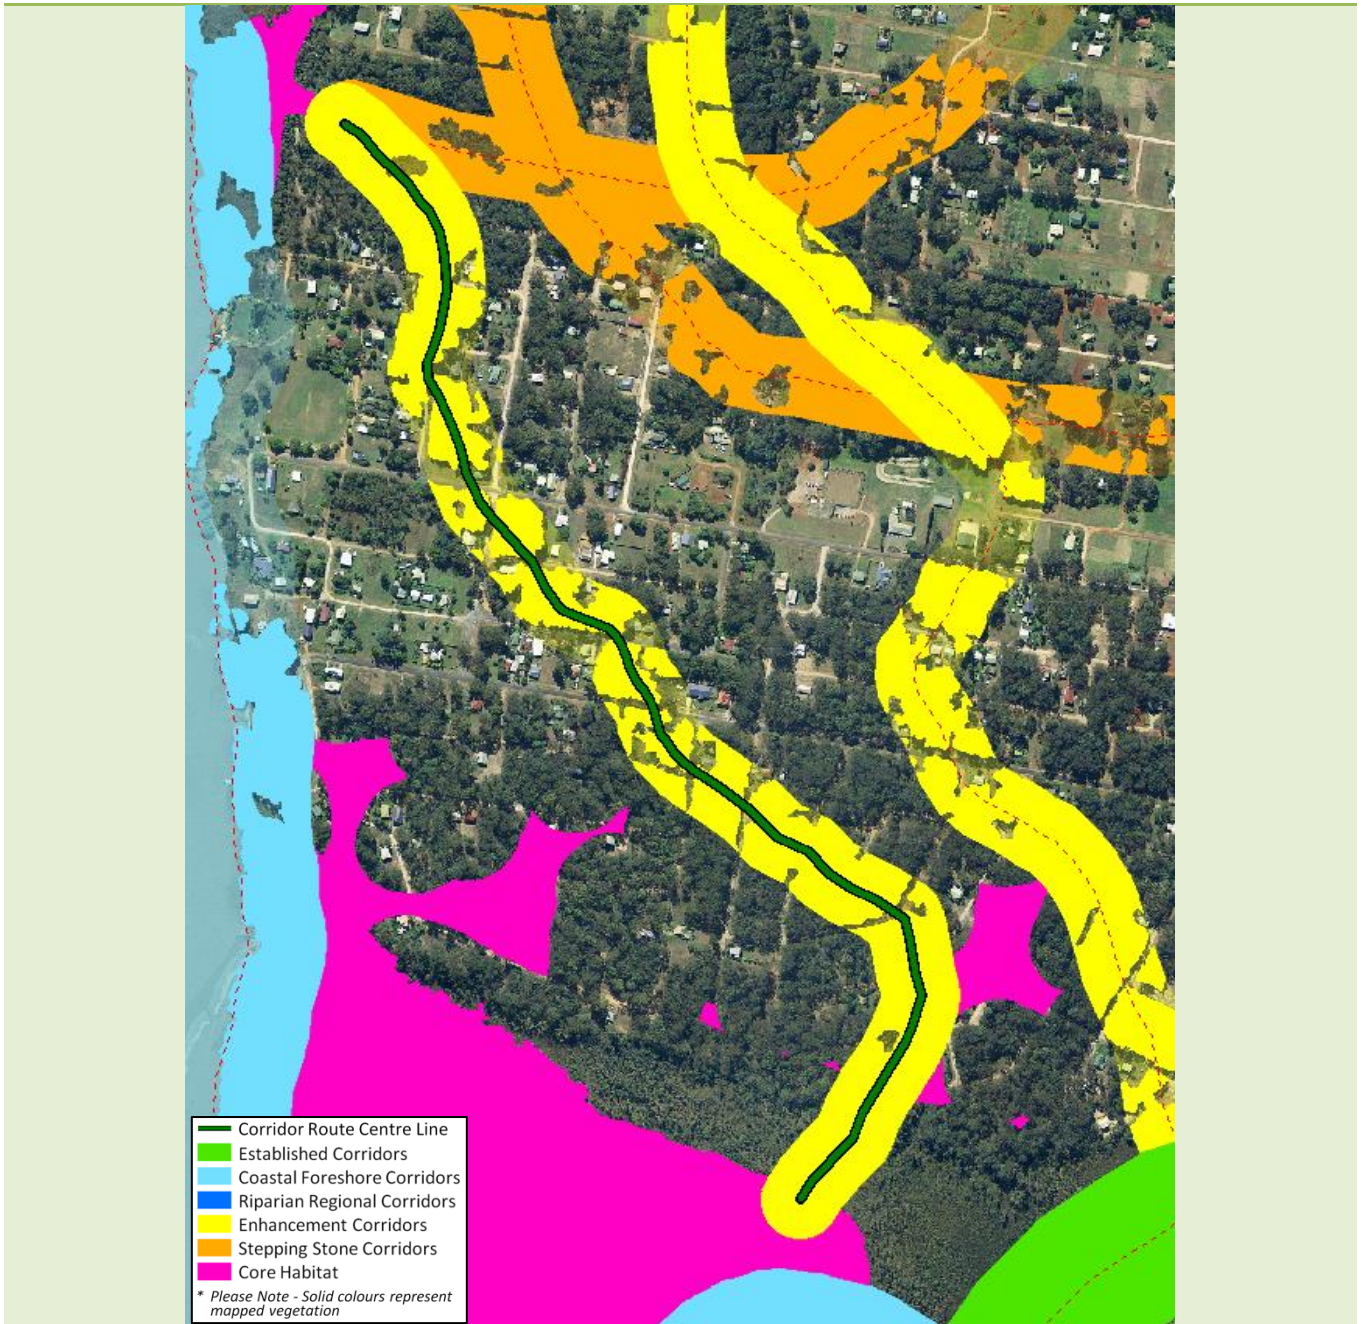 Corridor Route Centre Line
Established Corridors
Coastal Foreshore Corridors
Riparian Regional Corridors
Enhancement Corridors
Stepping Stone Corridors
Core Habitat
* Please Note - Solid colours represent
mapped vegetation